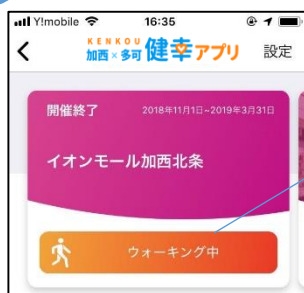 Y!mobile 16:35
KENKOU
加西×多可 健幸アプリ 設定
開催終了 2018年11月1日~2019年3月31日
イオンモール加西北条
ウォーキング中